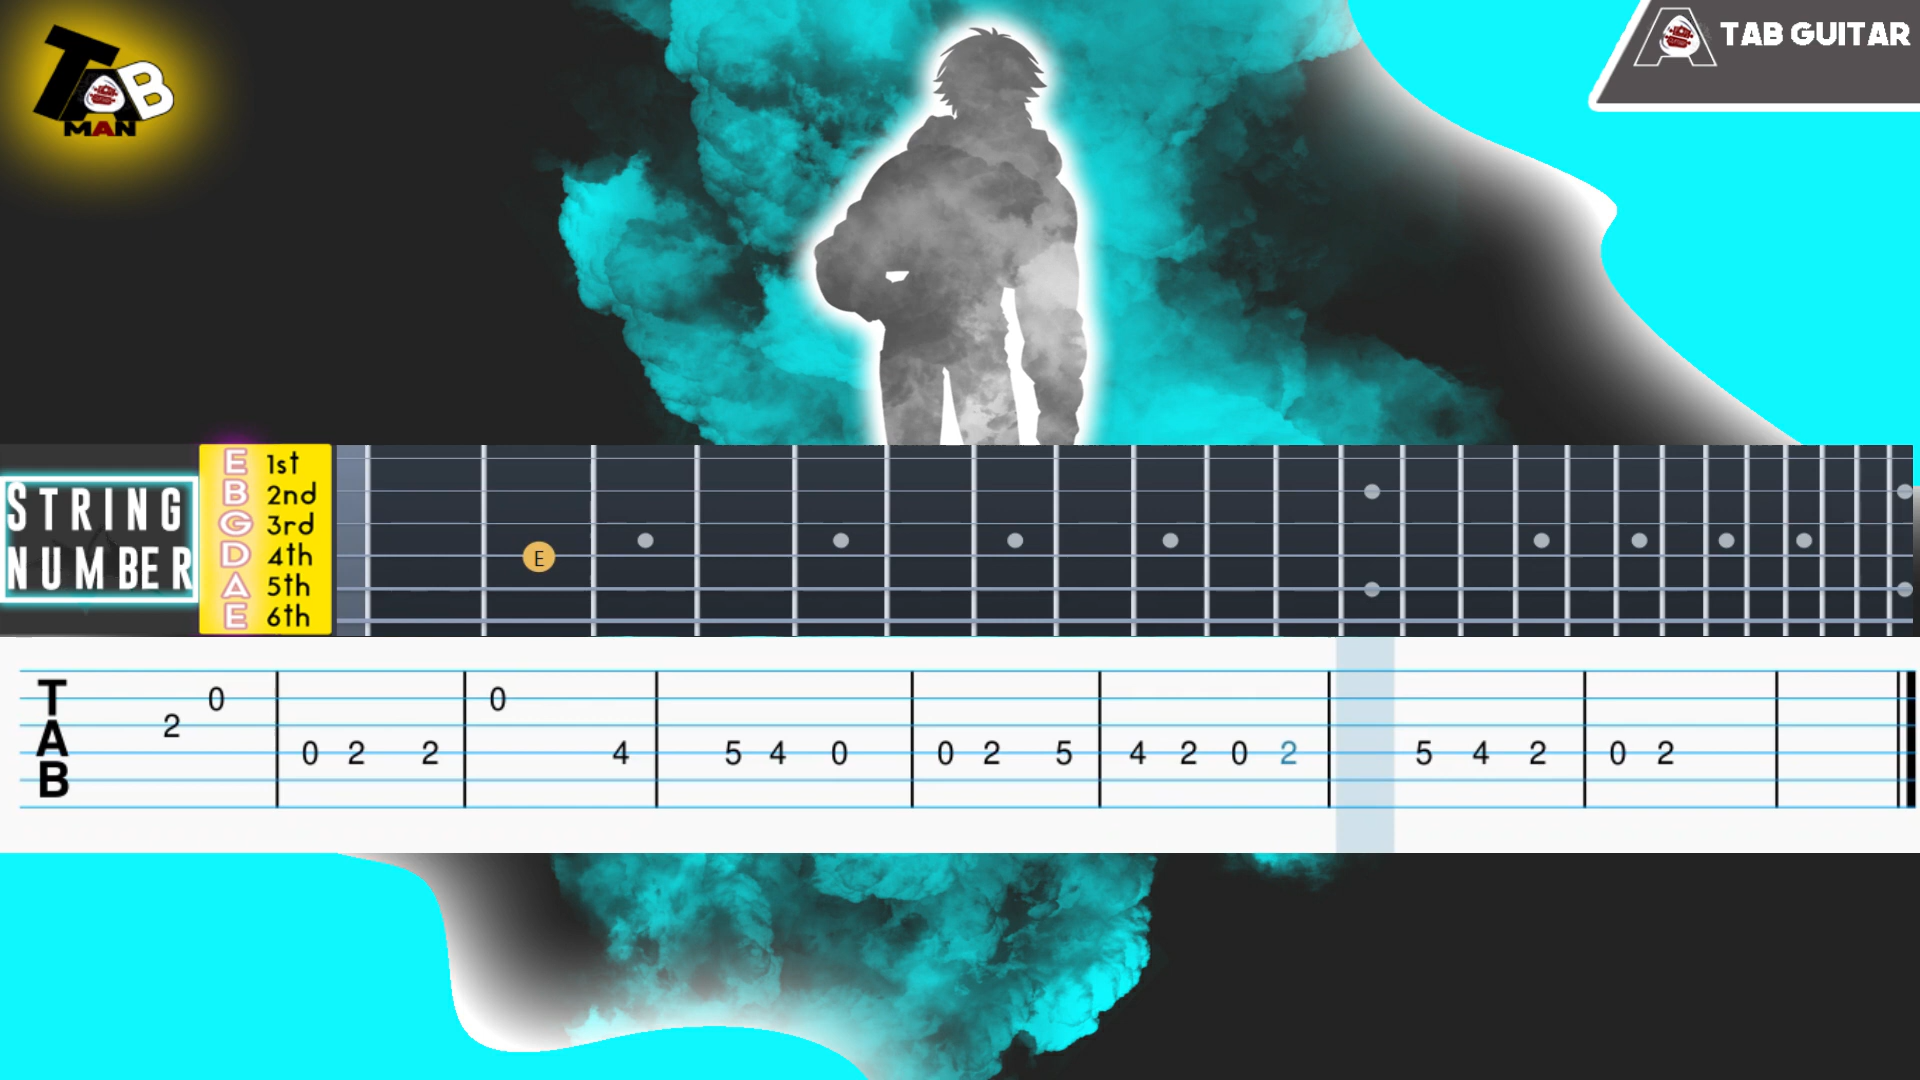 TAB
MAN
TAB GUITAR
STRING
NUMBER
E 1st
B 2nd
G 3rd
D 4th
A 5th
E 6th
E
T
A
B
0 0
2
0 2 2 4 5 4 0 0 2 5 4 2 0 2 5 4 2 0 2